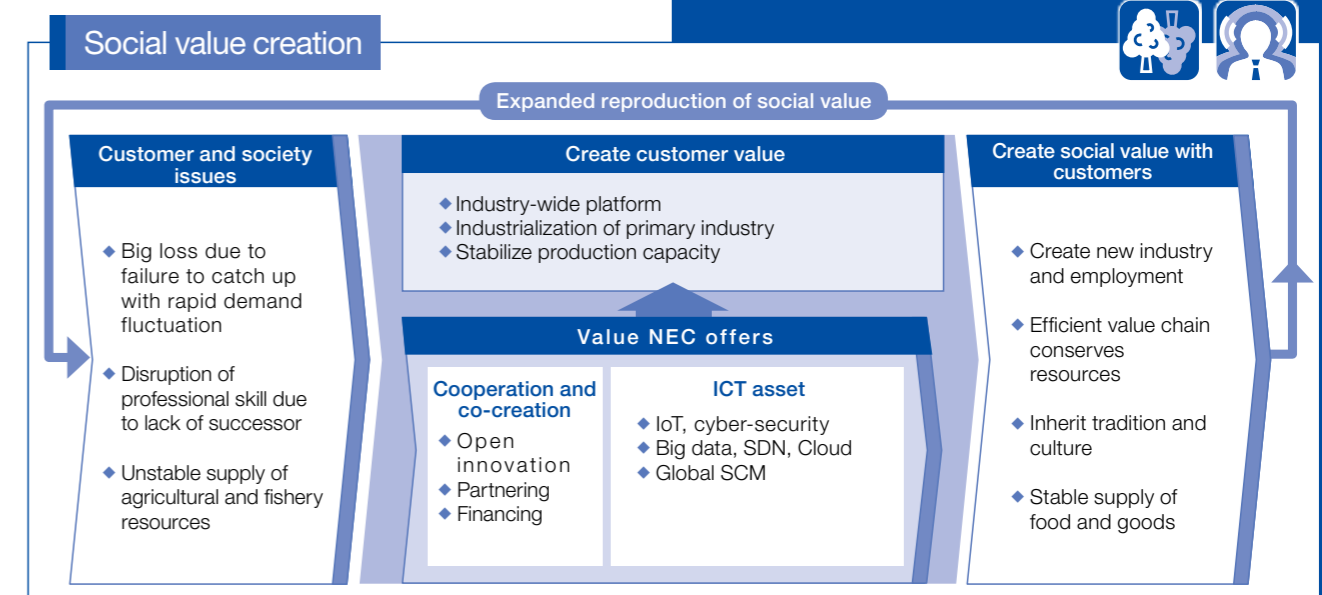 Social value creation
Expanded reproduction of social value
Customer and society
issues
◆ Big loss due to
failure to catch up
with rapid demand
fluctuation
◆ Disruption of
professional skill due
to lack of successor
◆ Unstable supply of
agricultural and fishery
resources
Create customer value
◆ Industry-wide platform
◆ Industrialization of primary industry
◆ Stabilize production capacity
Value NEC offers
Cooperation and
co-creation
◆ Open
innovation
◆ Partnering
◆ Financing
ICT asset
◆ IoT, cyber-security
◆ Big data, SDN, Cloud
◆ Global SCM
Create social value with
customers
◆ Create new industry
and employment
◆ Efficient value chain
conserves
resources
◆ Inherit tradition and
culture
◆ Stable supply of
food and goods